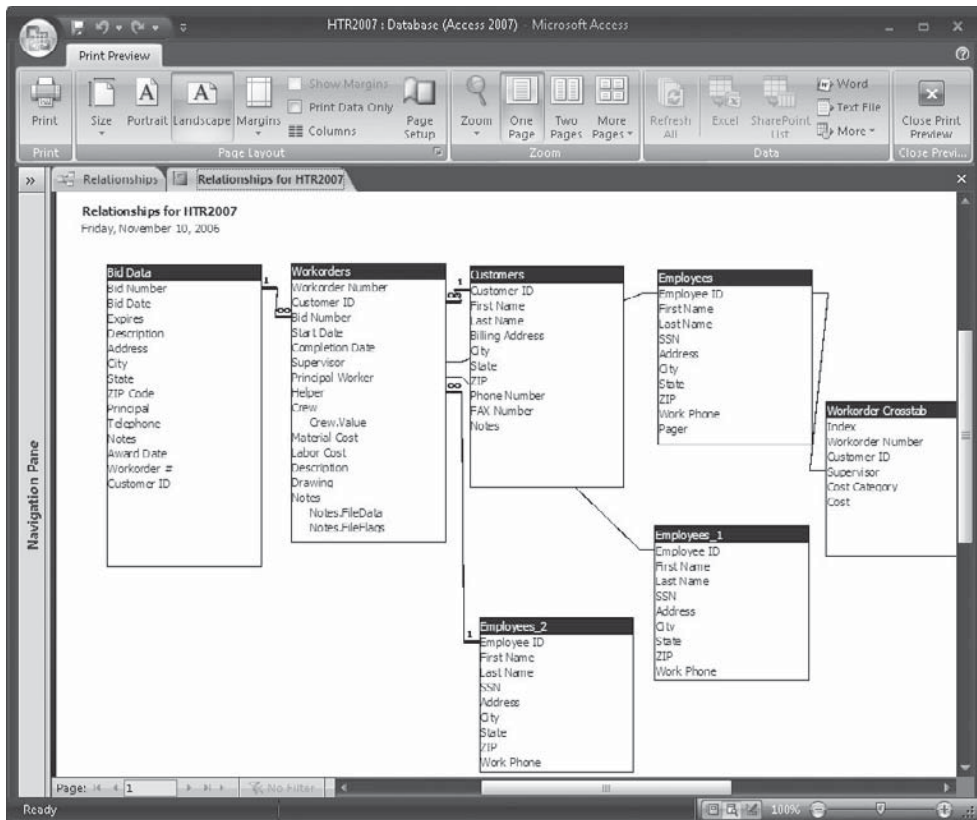 HTR2007 : Database (Access 2007) - Microsoft Access
Print Preview
Print
Size
Portrait
Landscape
Margins
Show Margins
Print Data Only
Columns
Page Setup
Zoom
One Page
Two Pages
More Pages
Refresh All
Excel
SharePoint List
Word
Text File
More
Close Print Preview
Print
Page Layout
Zoom
Data
Close Previ...
»
Relationships
Relationships for HTR2007
Navigation Pane
Relationships for HTR2007
Friday, November 10, 2006
Bid Data
Bid Number
Bid Date
Expires
Description
Address
City
State
ZIP Code
Principal
Telephone
Notes
Award Date
Workorder #
Customer ID
1
∞
Workorders
Workorder Number
Customer ID
Bid Number
Start Date
Completion Date
Supervisor
Principal Worker
Helper
Crew
Crew.Value
Material Cost
Labor Cost
Description
Drawing
Notes
Notes.FileData
Notes.FileFlags
1
∞
∞
Customers
Customer ID
First Name
Last Name
Billing Address
City
State
ZIP
Phone Number
FAX Number
Notes
Employees
Employee ID
First Name
Last Name
SSN
Address
City
State
ZIP
Work Phone
Pager
Workorder Crosstab
Index
Workorder Number
Customer ID
Supervisor
Cost Category
Cost
Employees_1
Employee ID
First Name
Last Name
SSN
Address
City
State
ZIP
Work Phone
1
Employees_2
Employee ID
First Name
Last Name
SSN
Address
City
State
ZIP
Work Phone
Page: 1
No Filter
Ready
100%